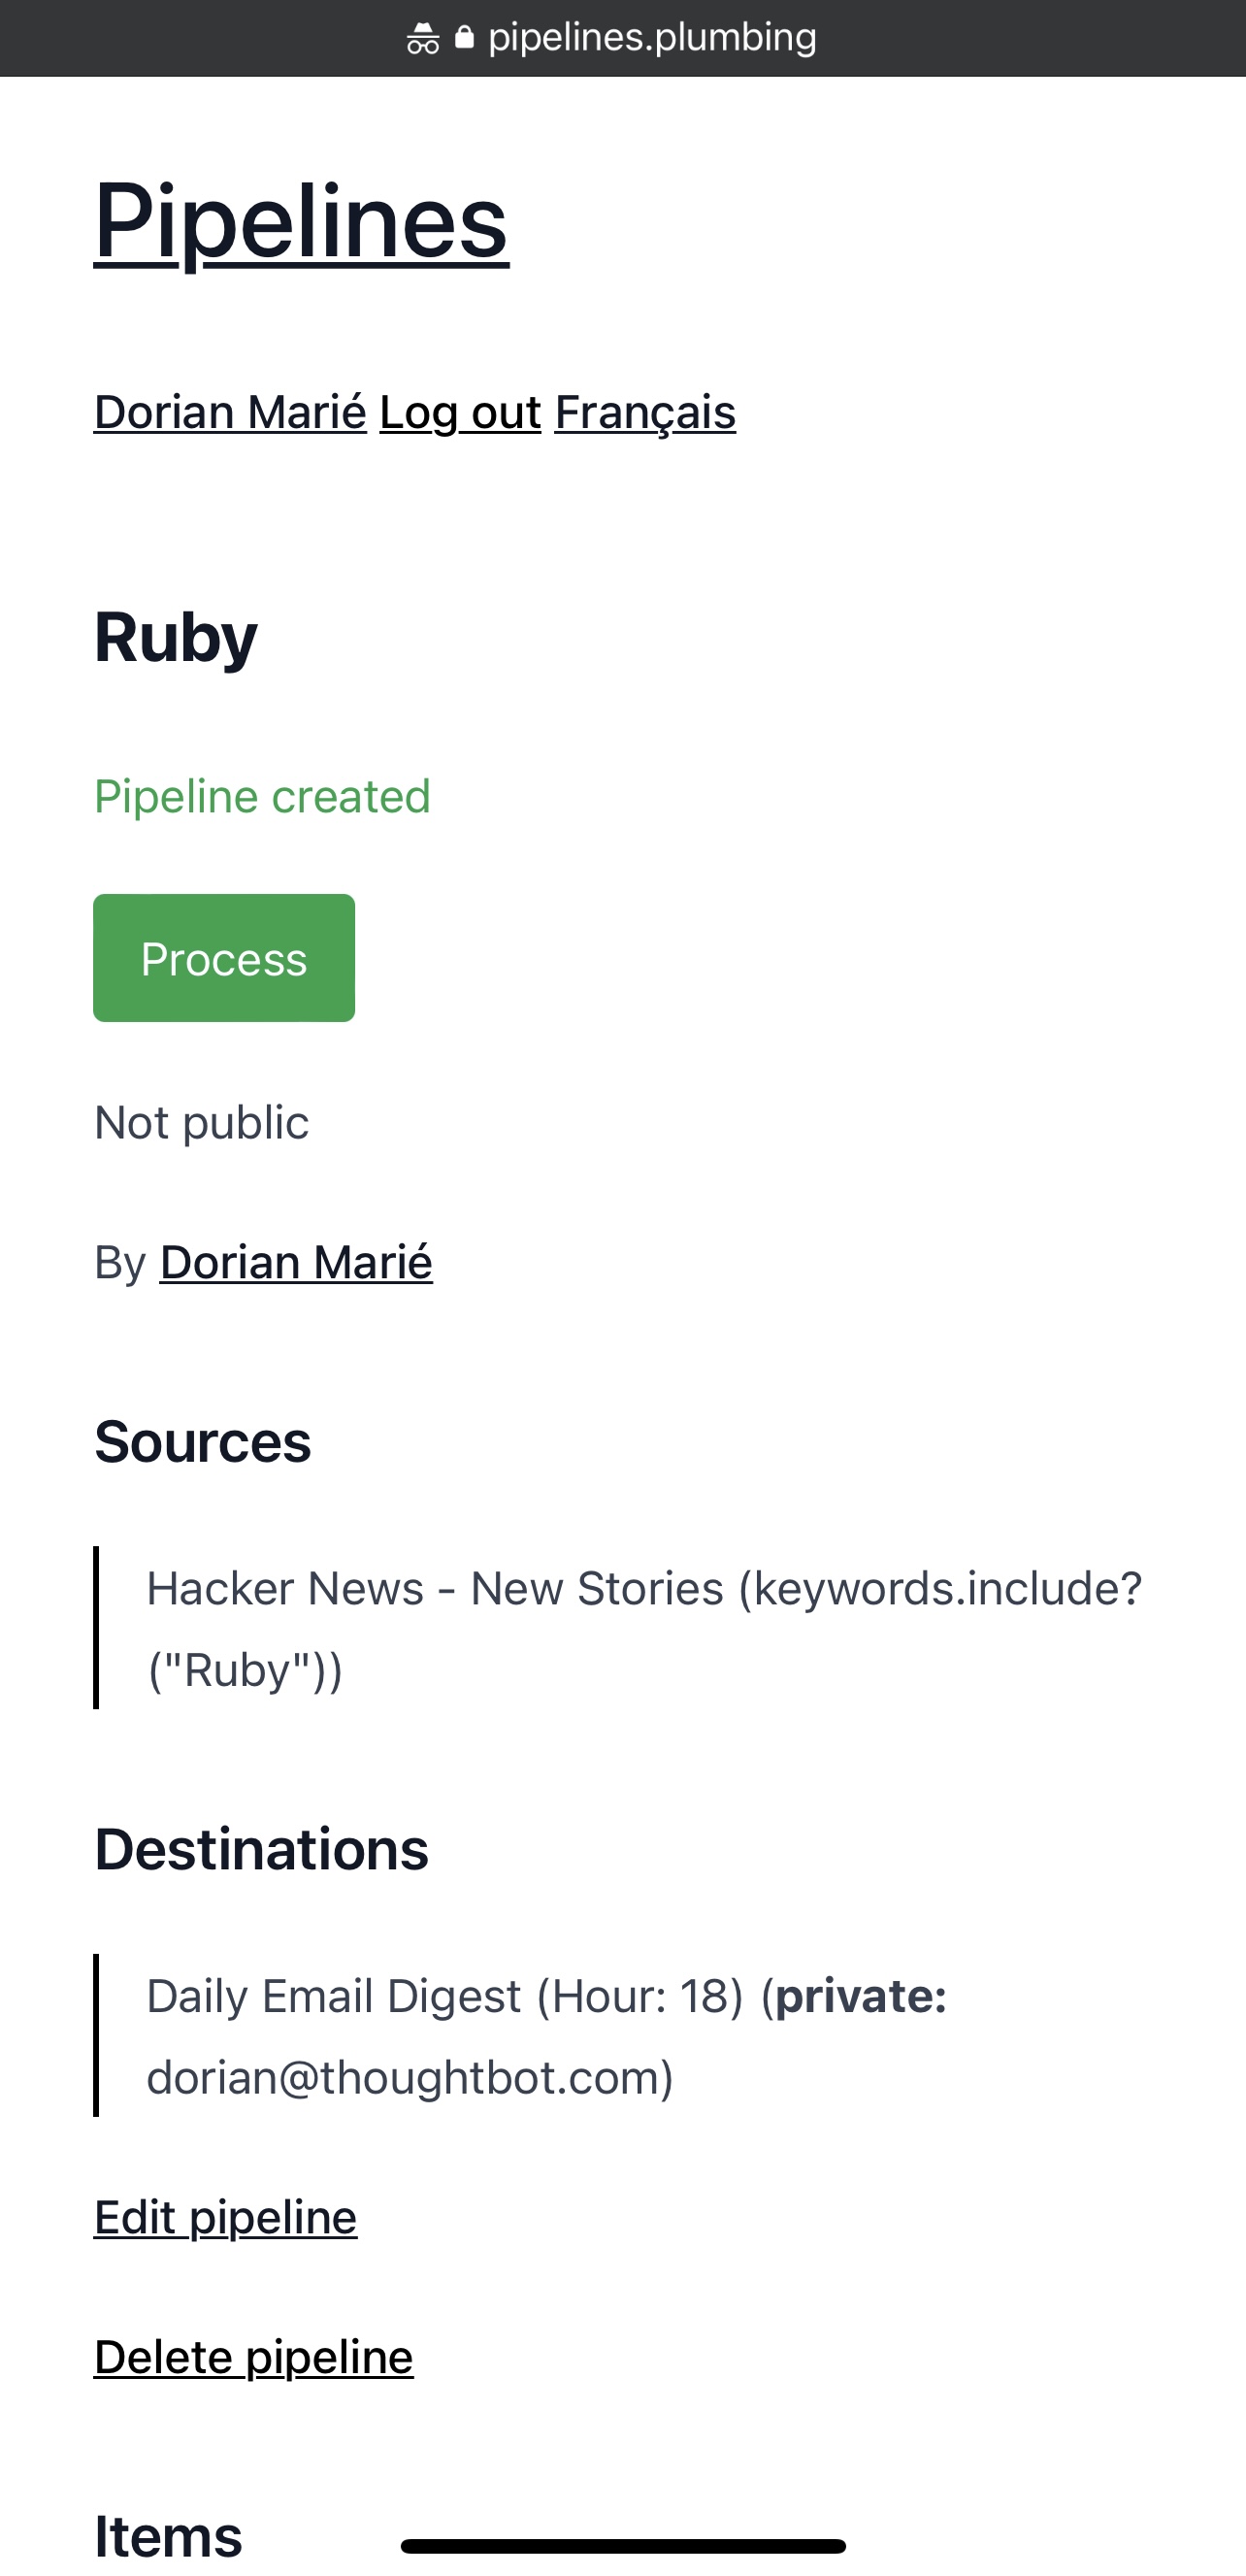 pipelines.plumbing
Pipelines
Dorian Marié Log out Français
Ruby
Pipeline created
Process
Not public
By Dorian Marié
Sources
Hacker News - New Stories (keywords.include?
("Ruby"))
Destinations
Daily Email Digest (Hour: 18) (private:
dorian@thoughtbot.com)
Edit pipeline
Delete pipeline
Items